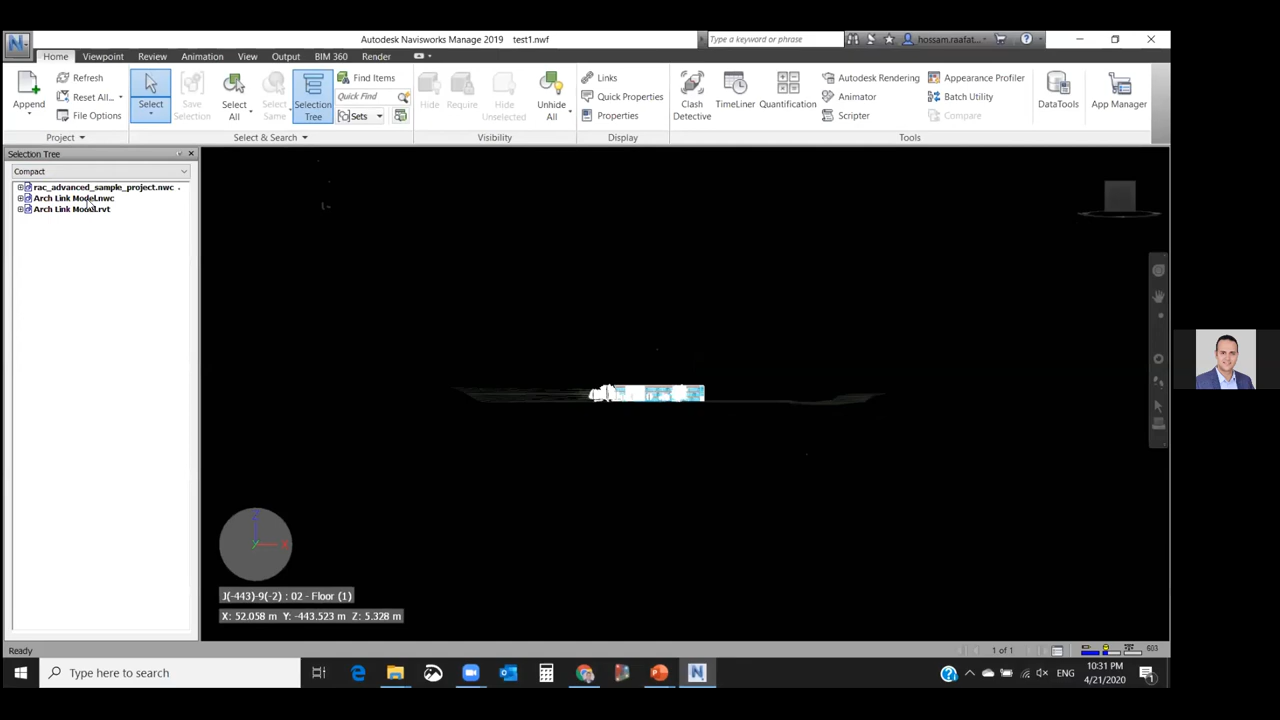 Autodesk Navisworks Manage 2019 test1.nwf
Type a keyword or phrase
hossam.raafat...
Home Viewpoint Review Animation View Output BIM 360 Render
Append
Refresh
Reset All...
File Options
Project
Select
Save Selection
Select All
Select Same
Selection Tree
Find Items
Quick Find
Sets
Select & Search
Hide
Require
Hide Unselected
Unhide All
Visibility
Links
Quick Properties
Properties
Display
Clash Detective
TimeLiner
Quantification
Autodesk Rendering
Animator
Scripter
Appearance Profiler
Batch Utility
Compare
Tools
DataTools
App Manager
Selection Tree
Compact
rac_advanced_sample_project.nwc
Arch Link Model.nwc
Arch Link Model.rvt
J(-443)-9(-2) : 02 - Floor (1)
X: 52.058 m Y: -443.523 m Z: 5.328 m
Ready
1 of 1
603
Type here to search
ENG
10:31 PM
4/21/2020